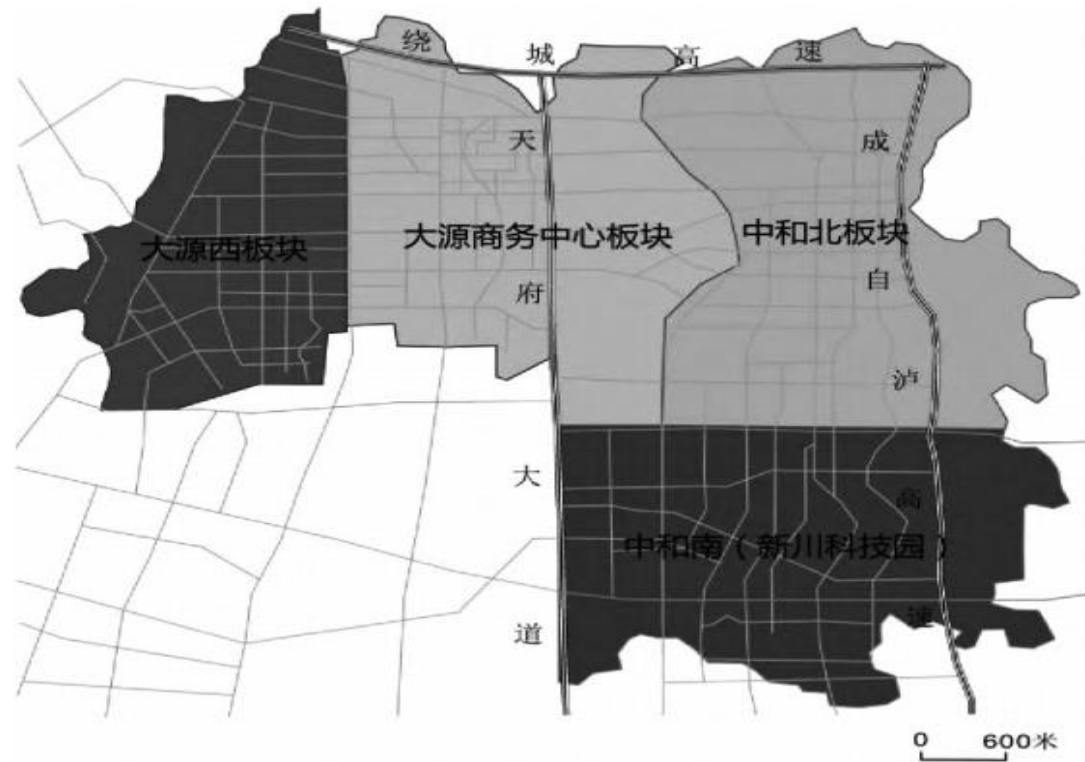 绕城高速
天府大道
成自泸高速
大源西板块
大源商务中心板块
中和北板块
中和南（新川科技园）
0 600米